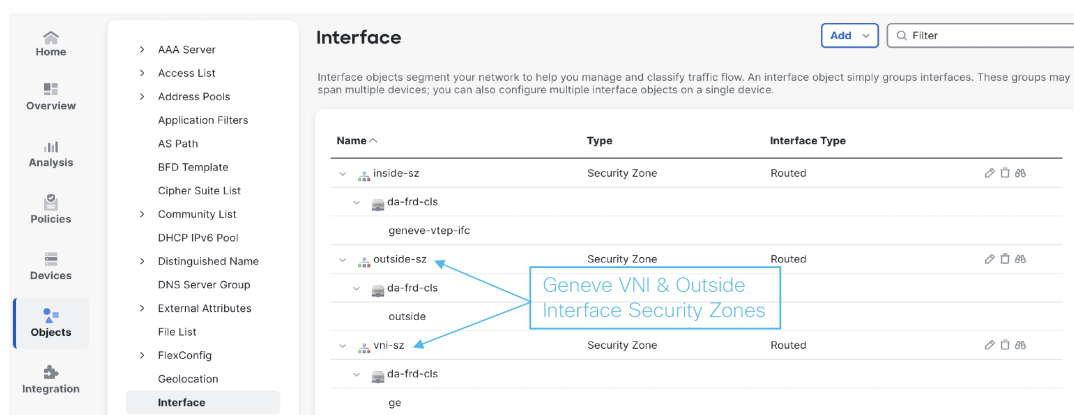 Home
Overview
Analysis
Policies
Devices
Objects
Integration
AAA Server
Access List
Address Pools
Application Filters
AS Path
BFD Template
Cipher Suite List
Community List
DHCP IPv6 Pool
Distinguished Name
DNS Server Group
External Attributes
File List
FlexConfig
Geolocation
Interface
Interface
Add
Filter
Interface objects segment your network to help you manage and classify traffic flow. An interface object simply groups interfaces. These groups may
span multiple devices; you can also configure multiple interface objects on a single device.
Name Type Interface Type
inside-sz Security Zone Routed
da-frd-cls
geneve-vtep-ifc
outside-sz Security Zone Routed
da-frd-cls
outside
vni-sz Security Zone Routed
da-frd-cls
ge
Geneve VNI & Outside
Interface Security Zones